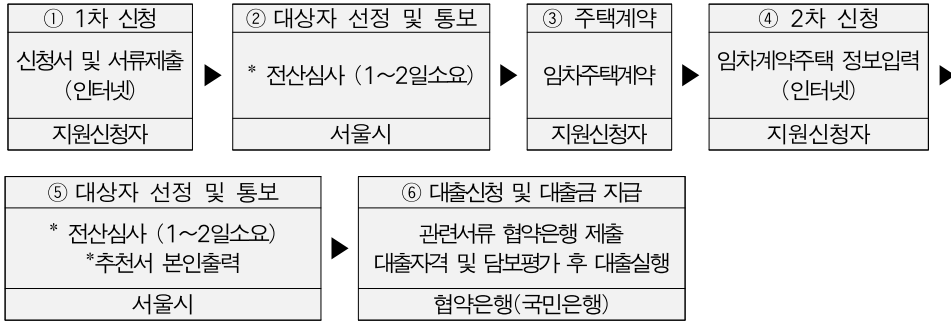 ① 1차 신청
신청서 및 서류제출
(인터넷)
지원신청자
▶
② 대상자 선정 및 통보
* 전산심사 (1~2일소요)
서울시
▶
③ 주택계약
임차주택계약
지원신청자
▶
④ 2차 신청
임차계약주택 정보입력
(인터넷)
지원신청자
▶
⑤ 대상자 선정 및 통보
* 전산심사 (1~2일소요)
*추천서 본인출력
서울시
▶
⑥ 대출신청 및 대출금 지급
관련서류 협약은행 제출
대출자격 및 담보평가 후 대출실행
협약은행(국민은행)